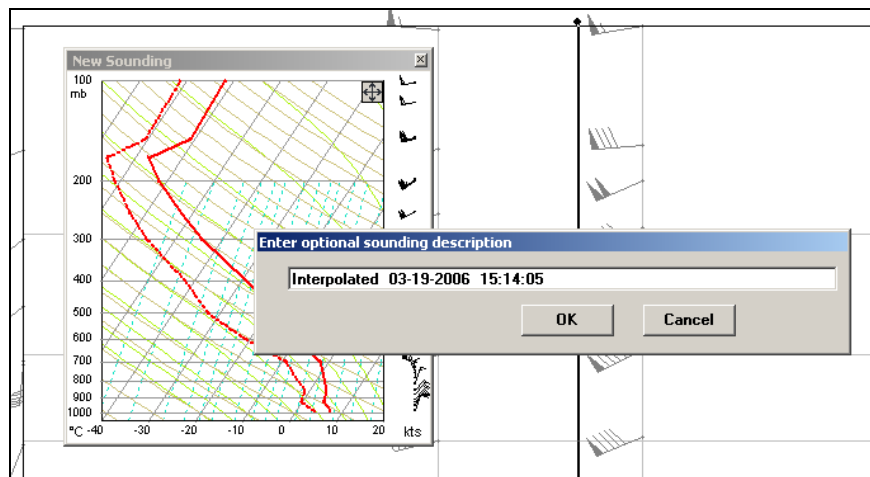 New Sounding
100
mb
200
300
400
500
600
700
800
900
1000
°C -40 -30 -20 -10 0 10 20 kts
Enter optional sounding description
Interpolated 03-19-2006 15:14:05
OK Cancel